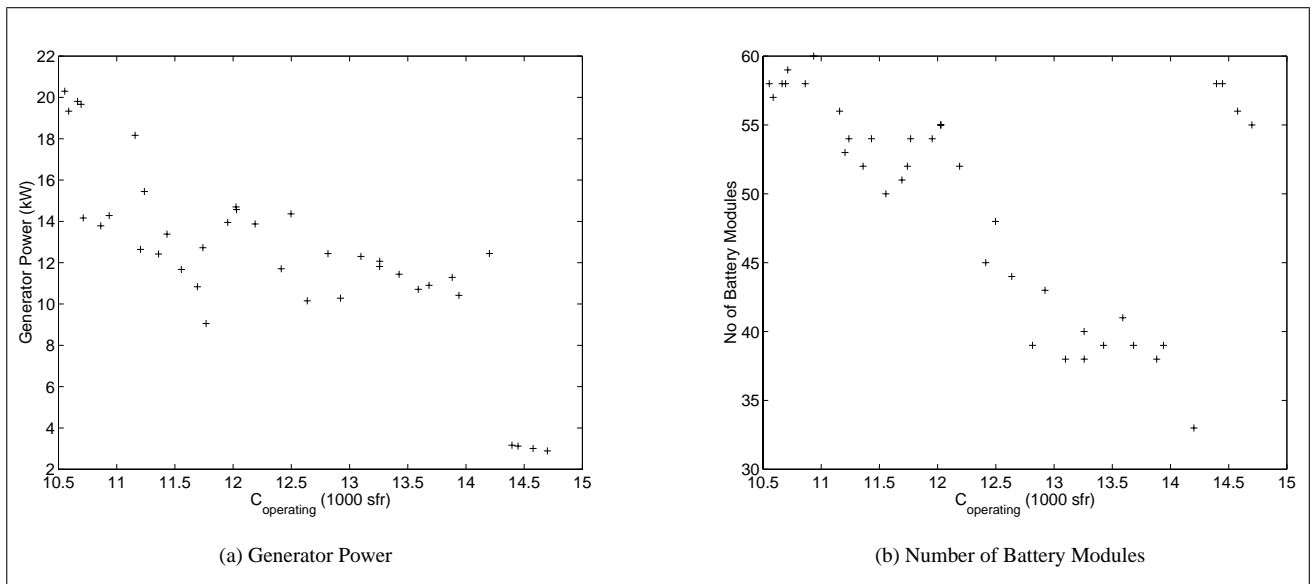 22
20
18
16
14
12
10
8
6
4
2
Generator Power (kW)
10.5 11 11.5 12 12.5 13 13.5 14 14.5 15
C_operating (1000 sfr)
(a) Generator Power
60
55
50
45
40
35
30
No of Battery Modules
10.5 11 11.5 12 12.5 13 13.5 14 14.5 15
C_operating (1000 sfr)
(b) Number of Battery Modules